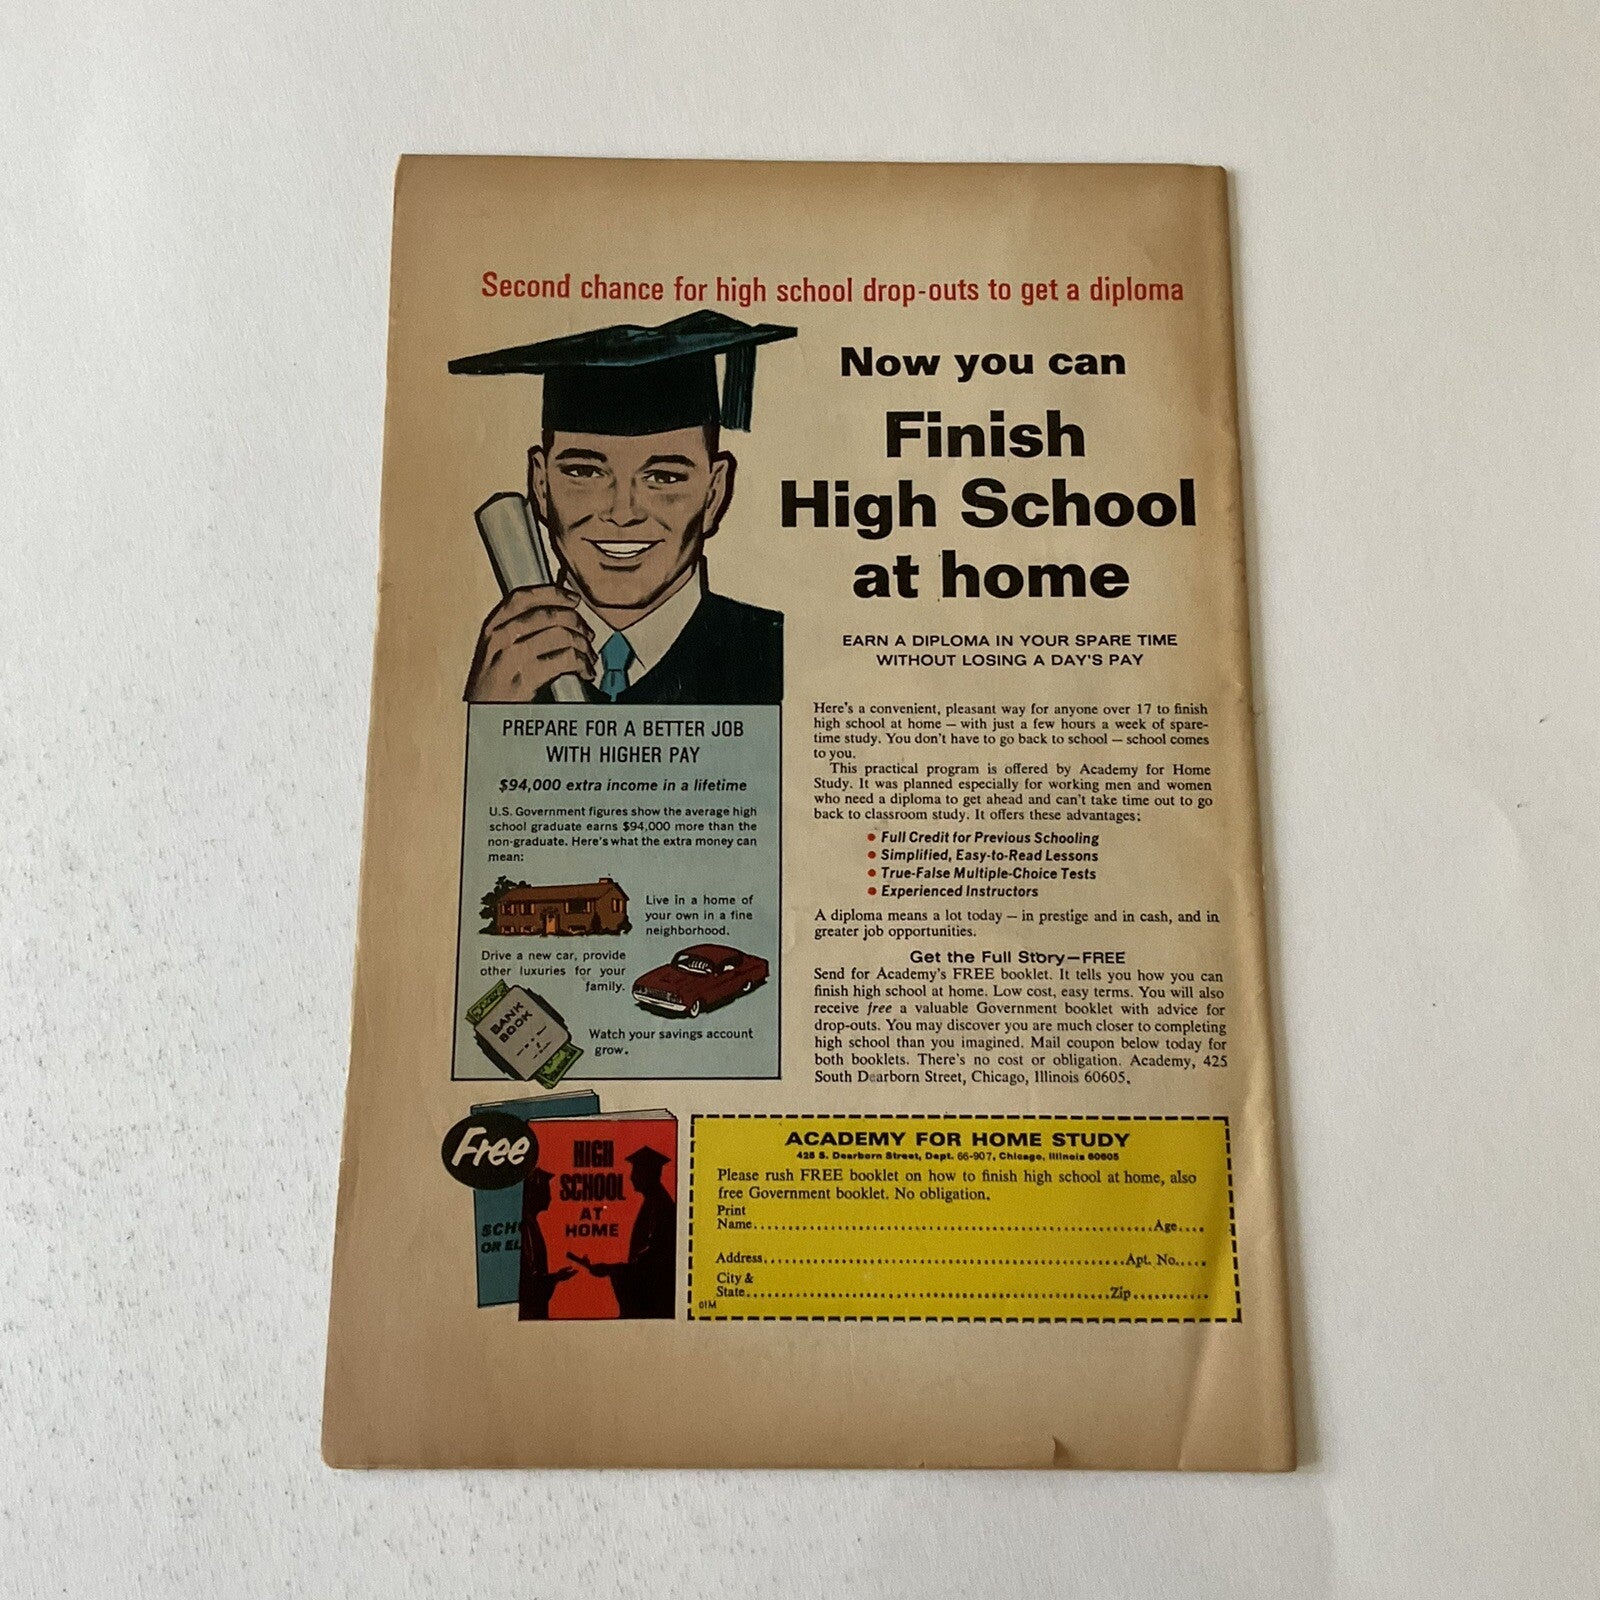 Second chance for high school drop-outs to get a diploma
Now you can
Finish
High School
at home
EARN A DIPLOMA IN YOUR SPARE TIME
WITHOUT LOSING A DAY'S PAY
PREPARE FOR A BETTER JOB
WITH HIGHER PAY
$94,000 extra income in a lifetime
U.S. Government figures show the average high
school graduate earns $94,000 more than the
non-graduate. Here's what the extra money can
mean:
Live in a home of
your own in a fine
neighborhood.
Drive a new car, provide
other luxuries for your
family.
BANK
BOOK
Watch your savings account
grow.
Here's a convenient, pleasant way for anyone over 17 to finish
high school at home — with just a few hours a week of spare-
time study. You don't have to go back to school — school comes
to you.
This practical program is offered by Academy for Home
Study. It was planned especially for working men and women
who need a diploma to get ahead and can't take time out to go
back to classroom study. It offers these advantages:
• Full Credit for Previous Schooling
• Simplified, Easy-to-Read Lessons
• True-False Multiple-Choice Tests
• Experienced Instructors
A diploma means a lot today — in prestige and in cash, and in
greater job opportunities.
Get the Full Story—FREE
Send for Academy's FREE booklet. It tells you how you can
finish high school at home. Low cost, easy terms. You will also
receive free a valuable Government booklet with advice for
drop-outs. You may discover you are much closer to completing
high school than you imagined. Mail coupon below today for
both booklets. There's no cost or obligation. Academy, 425
South Dearborn Street, Chicago, Illinois 60605.
Free
HIGH
SCHOOL
AT
HOME
SCH
OR EL
ACADEMY FOR HOME STUDY
425 S. Dearborn Street, Dept. 66-907, Chicago, Illinois 60605
Please rush FREE booklet on how to finish high school at home, also
free Government booklet. No obligation.
Print
Name Age
Address Apt. No.
City &
State Zip
01M